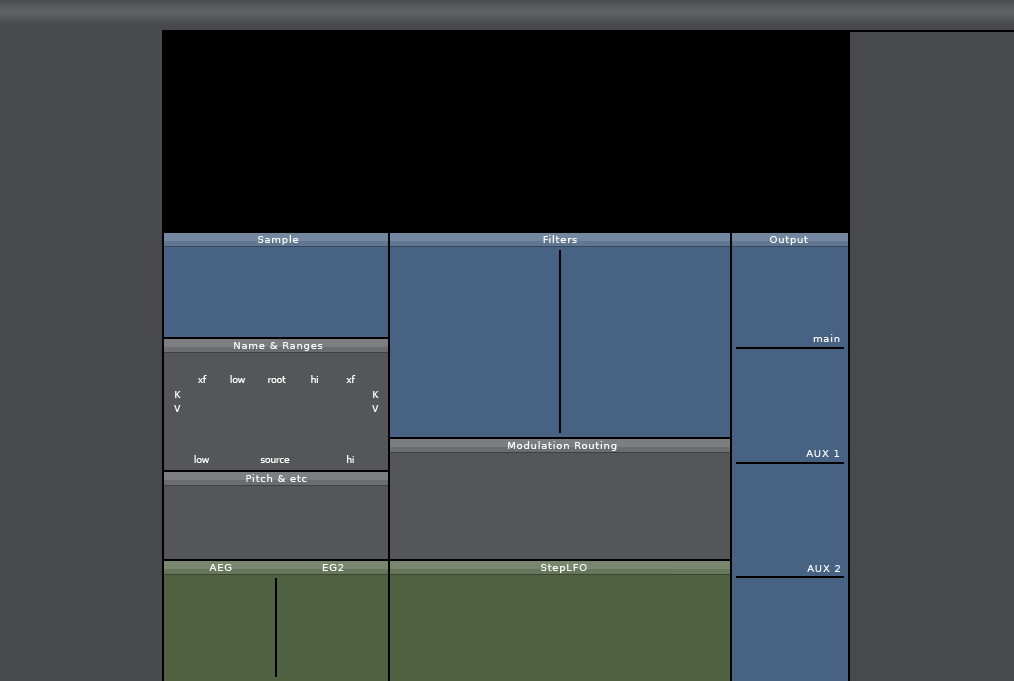 Sample Filters Output
main
Name & Ranges
xf low root hi xf
K K
V V
Modulation Routing
AUX 1
low source hi
Pitch & etc
AEG EG2 StepLFO
AUX 2